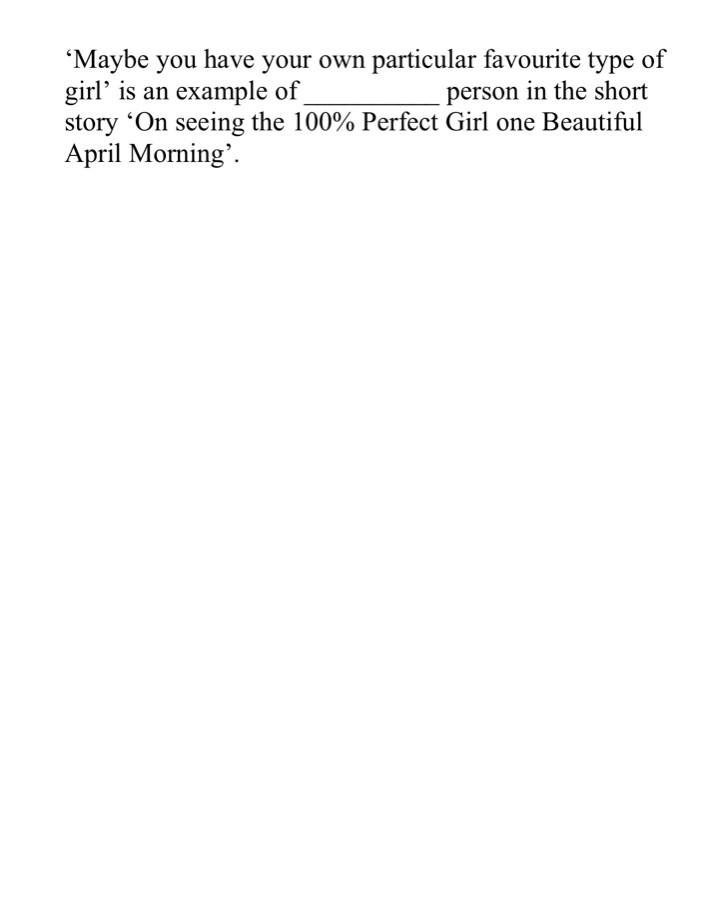 ‘Maybe you have your own particular favourite type of
girl’ is an example of __________ person in the short
story ‘On seeing the 100% Perfect Girl one Beautiful
April Morning’.